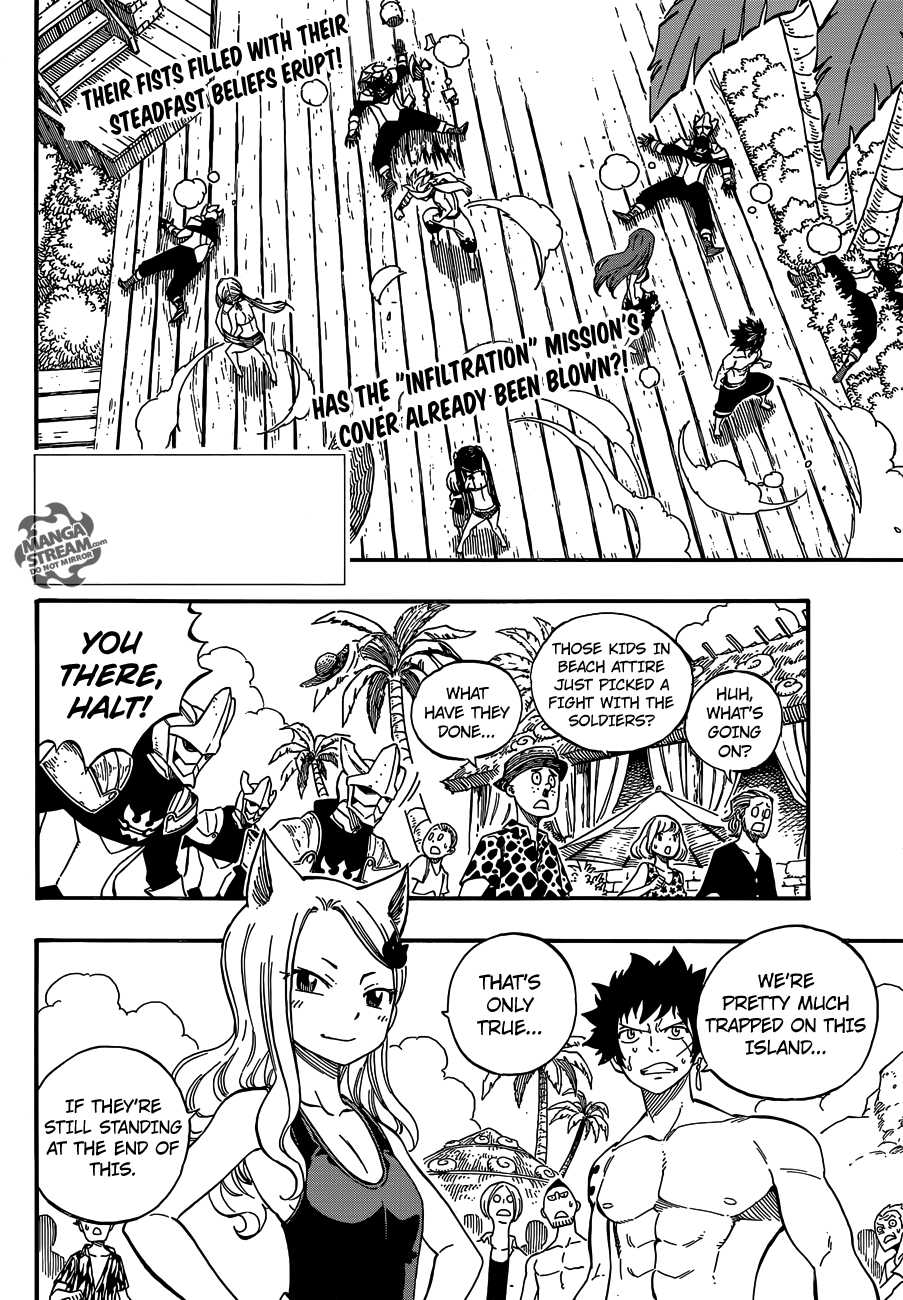 THEIR FISTS FILLED WITH THEIR
STEADFAST BELIEFS ERUPT!
HAS THE "INFILTRATION" MISSION'S
COVER ALREADY BEEN BLOWN?!
MANGA
STREAM.com
DO NOT MIRROR
YOU
THERE,
HALT!
WHAT
HAVE THEY
DONE...
THOSE KIDS IN
BEACH ATTIRE
JUST PICKED A
FIGHT WITH THE
SOLDIERS?
HUH,
WHAT'S
GOING
ON?
IF THEY'RE
STILL STANDING
AT THE END OF
THIS.
THAT'S
ONLY
TRUE...
WE'RE
PRETTY MUCH
TRAPPED ON THIS
ISLAND...